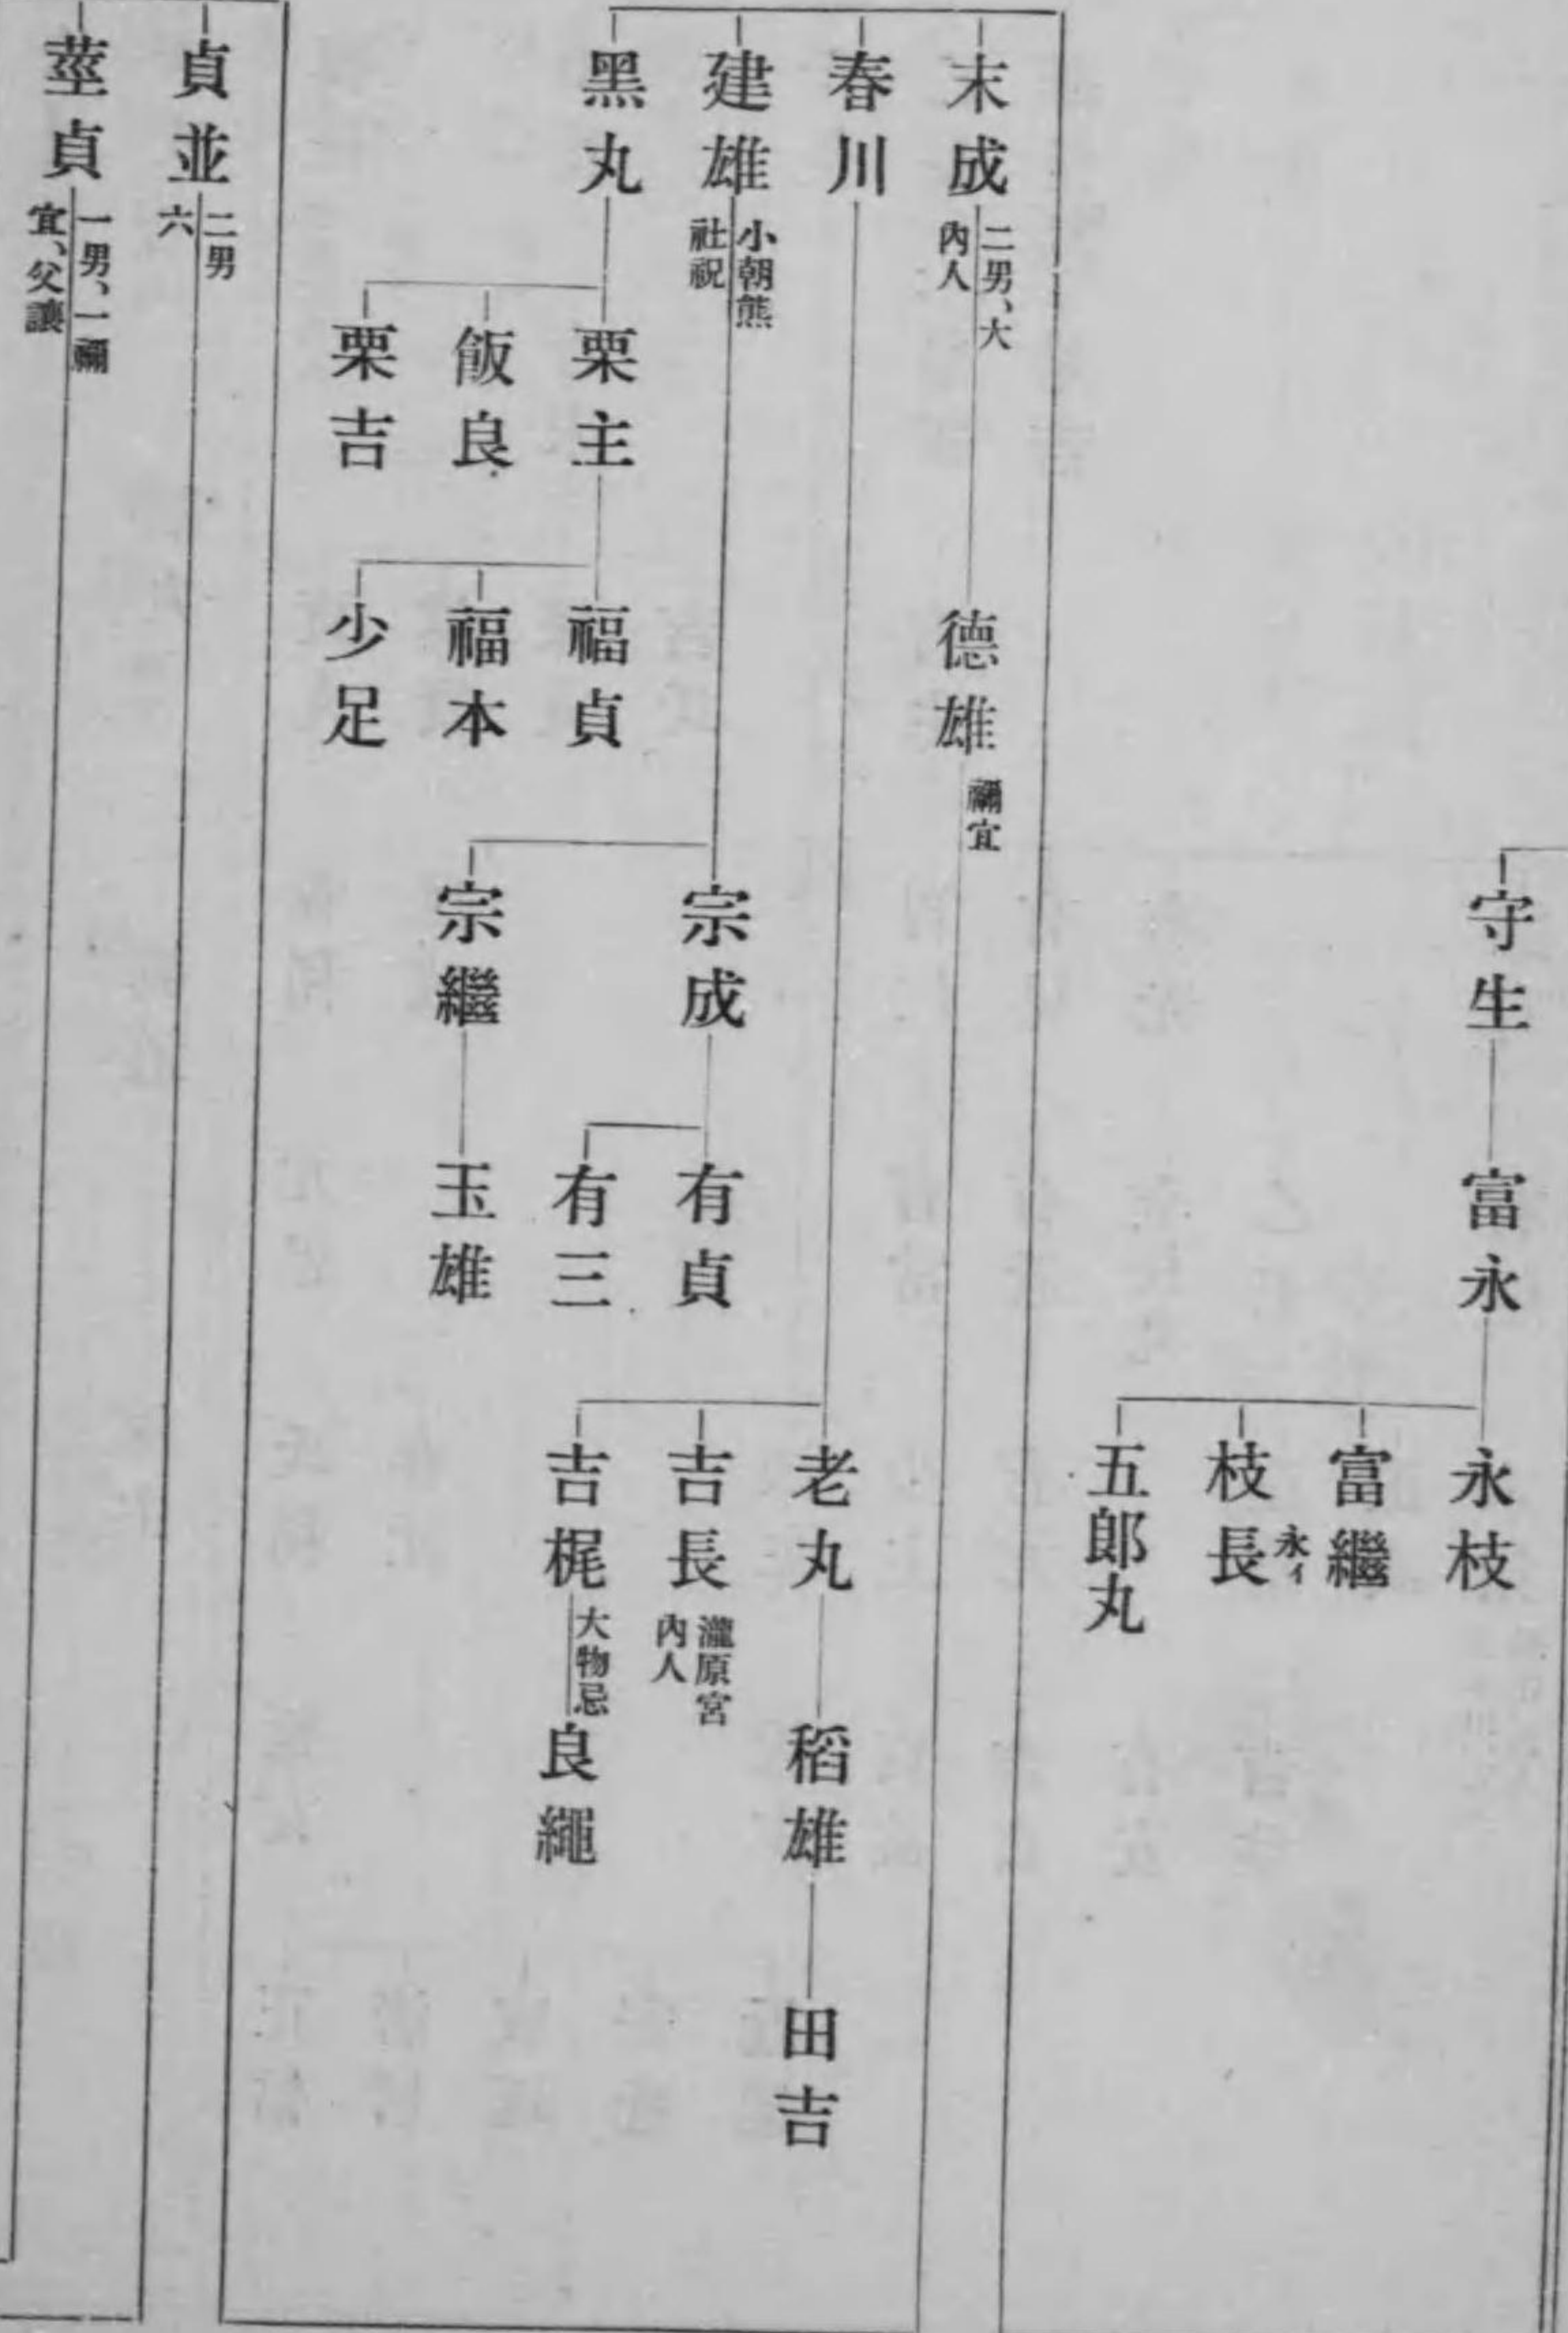 守生
富永
永枝
富繼
永イ
枝長
五郎丸
末成
二男、大
內人
德雄
禰宜
春川
老丸
稻雄
田吉
吉長
瀧原宮
內人
吉梶
大物忌
良繩
建雄
小朝熊
社祝
宗成
有貞
有三
宗繼
玉雄
黑丸
栗主
福貞
福本
少足
飯良
栗吉
貞並
二男
六
莖貞
一男、一禰
宜、父讓